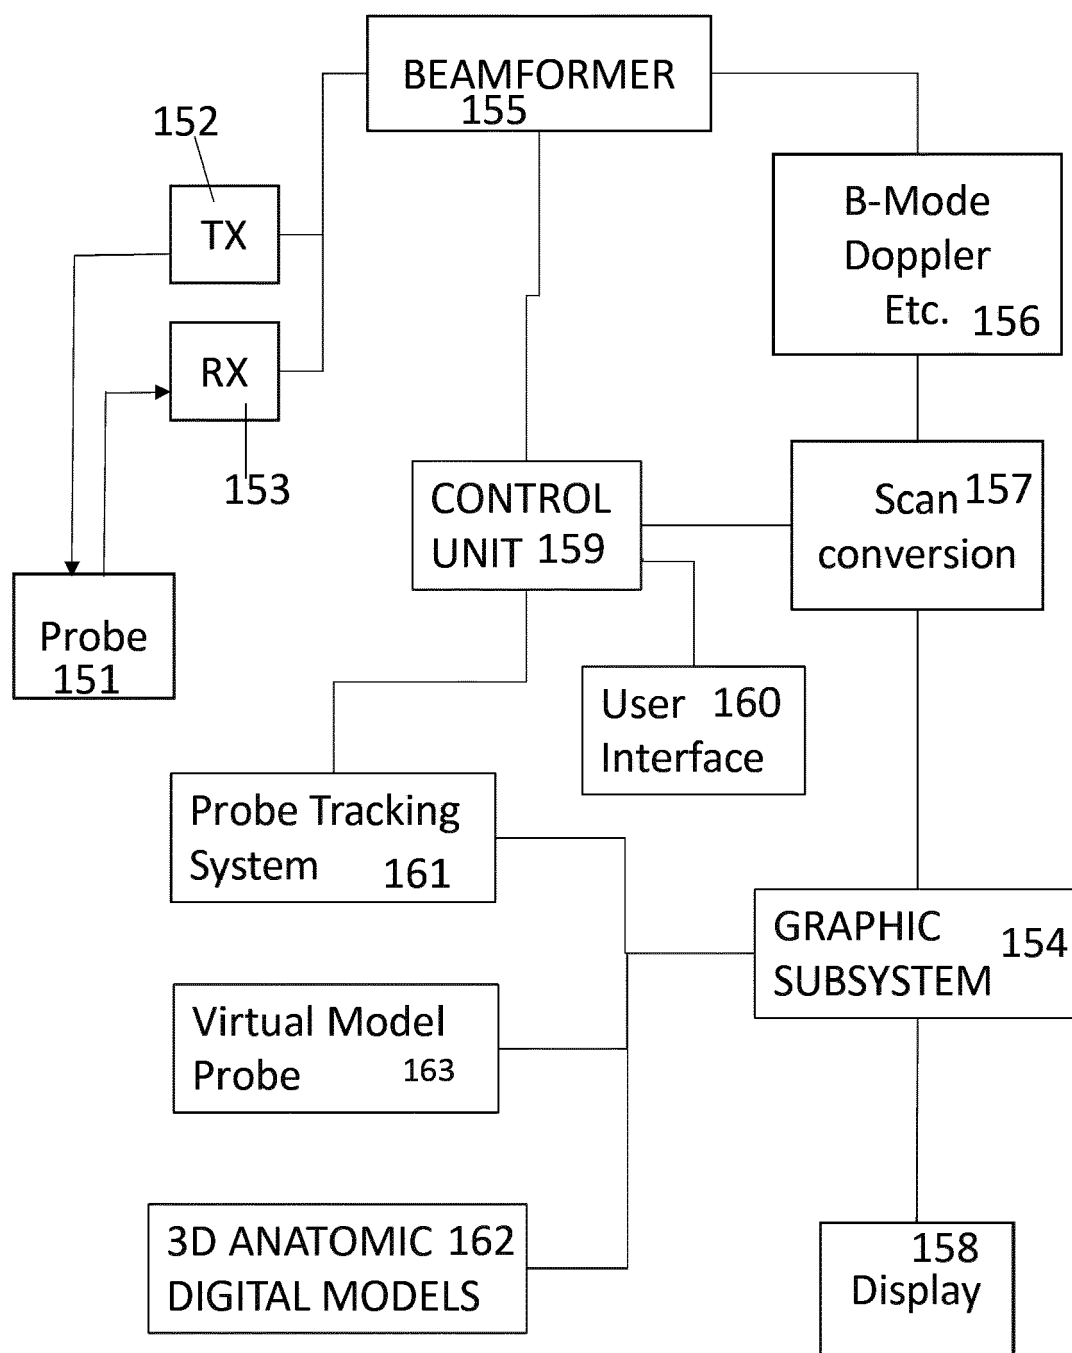 BEAMFORMER
155
152
TX
B-Mode
Doppler
Etc. 156
RX
153
CONTROL
UNIT 159
Scan 157
conversion
Probe
151
User 160
Interface
Probe Tracking
System 161
GRAPHIC
SUBSYSTEM 154
Virtual Model
Probe 163
3D ANATOMIC 162
DIGITAL MODELS
158
Display